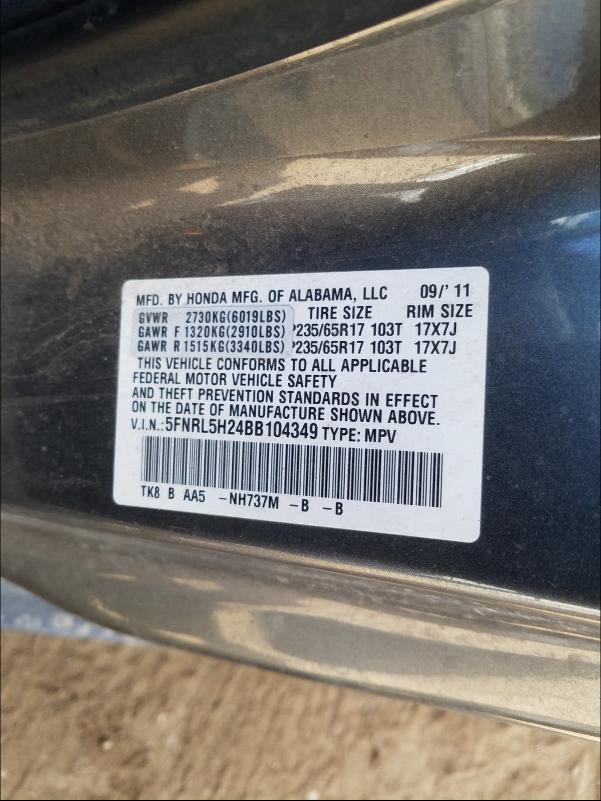 MFD. BY HONDA MFG. OF ALABAMA, LLC 09/' 11
GVWR 2730KG(6019LBS) TIRE SIZE RIM SIZE
GAWR F 1320KG(2910LBS) P235/65R17 103T 17X7J
GAWR R 1515KG(3340LBS) P235/65R17 103T 17X7J
THIS VEHICLE CONFORMS TO ALL APPLICABLE
FEDERAL MOTOR VEHICLE SAFETY
AND THEFT PREVENTION STANDARDS IN EFFECT
ON THE DATE OF MANUFACTURE SHOWN ABOVE.
V.I.N.:5FNRL5H24BB104349 TYPE: MPV
TK8 B AA5 -NH737M -B -B